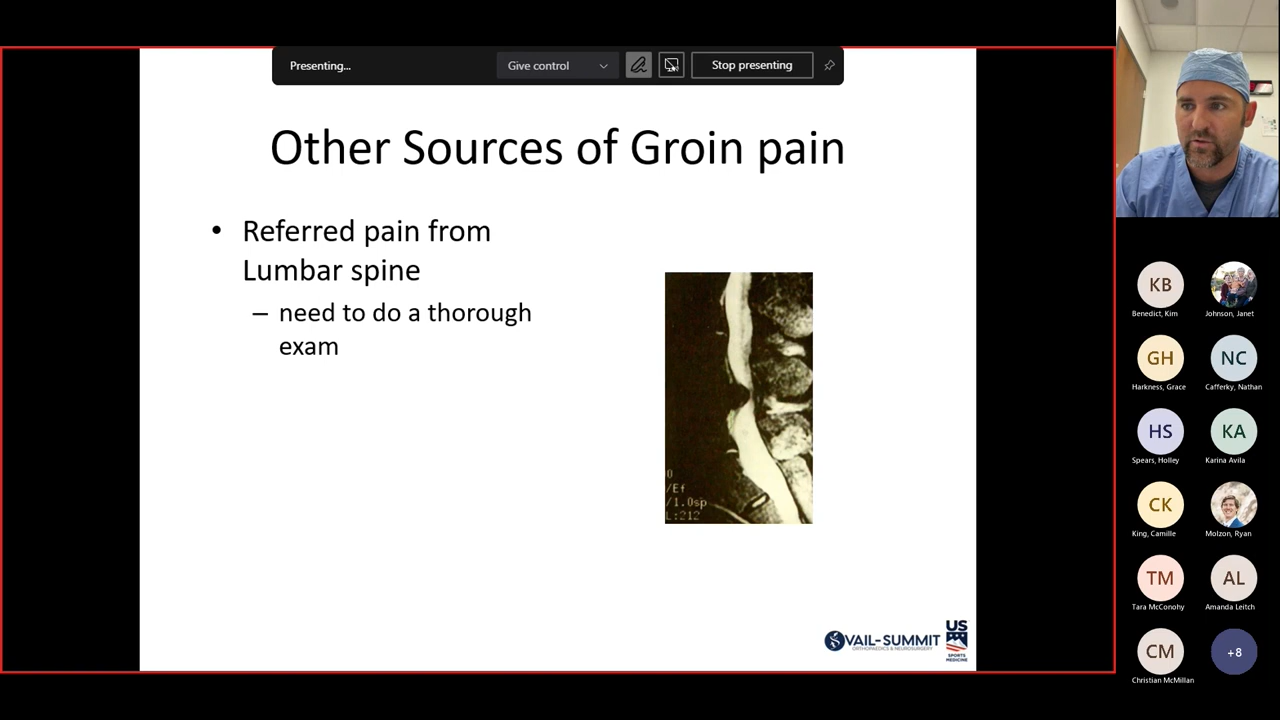 Presenting...
Give control
Stop presenting
Other Sources of Groin pain
• Referred pain from
Lumbar spine
– need to do a thorough
exam
0
/Ef
/1.0sp
L:212
VAIL-SUMMIT
ORTHOPAEDICS & NEUROSURGERY
US
SPORTS
MEDICINE
KB
Benedict, Kim
Johnson, Janet
GH
Harkness, Grace
NC
Cafferky, Nathan
HS
Spears, Holley
KA
Karina Avila
CK
King, Camille
Molzon, Ryan
TM
Tara McConohy
AL
Amanda Leitch
CM
Christian McMillan
+8